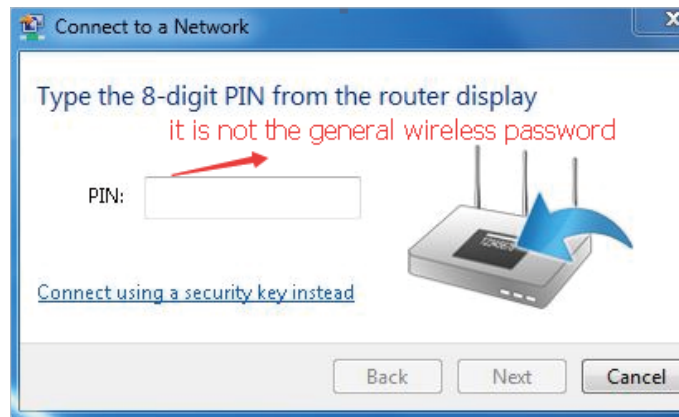 Connect to a Network
Type the 8-digit PIN from the router display
it is not the general wireless password
PIN:
12345670
Connect using a security key instead
Back Next Cancel